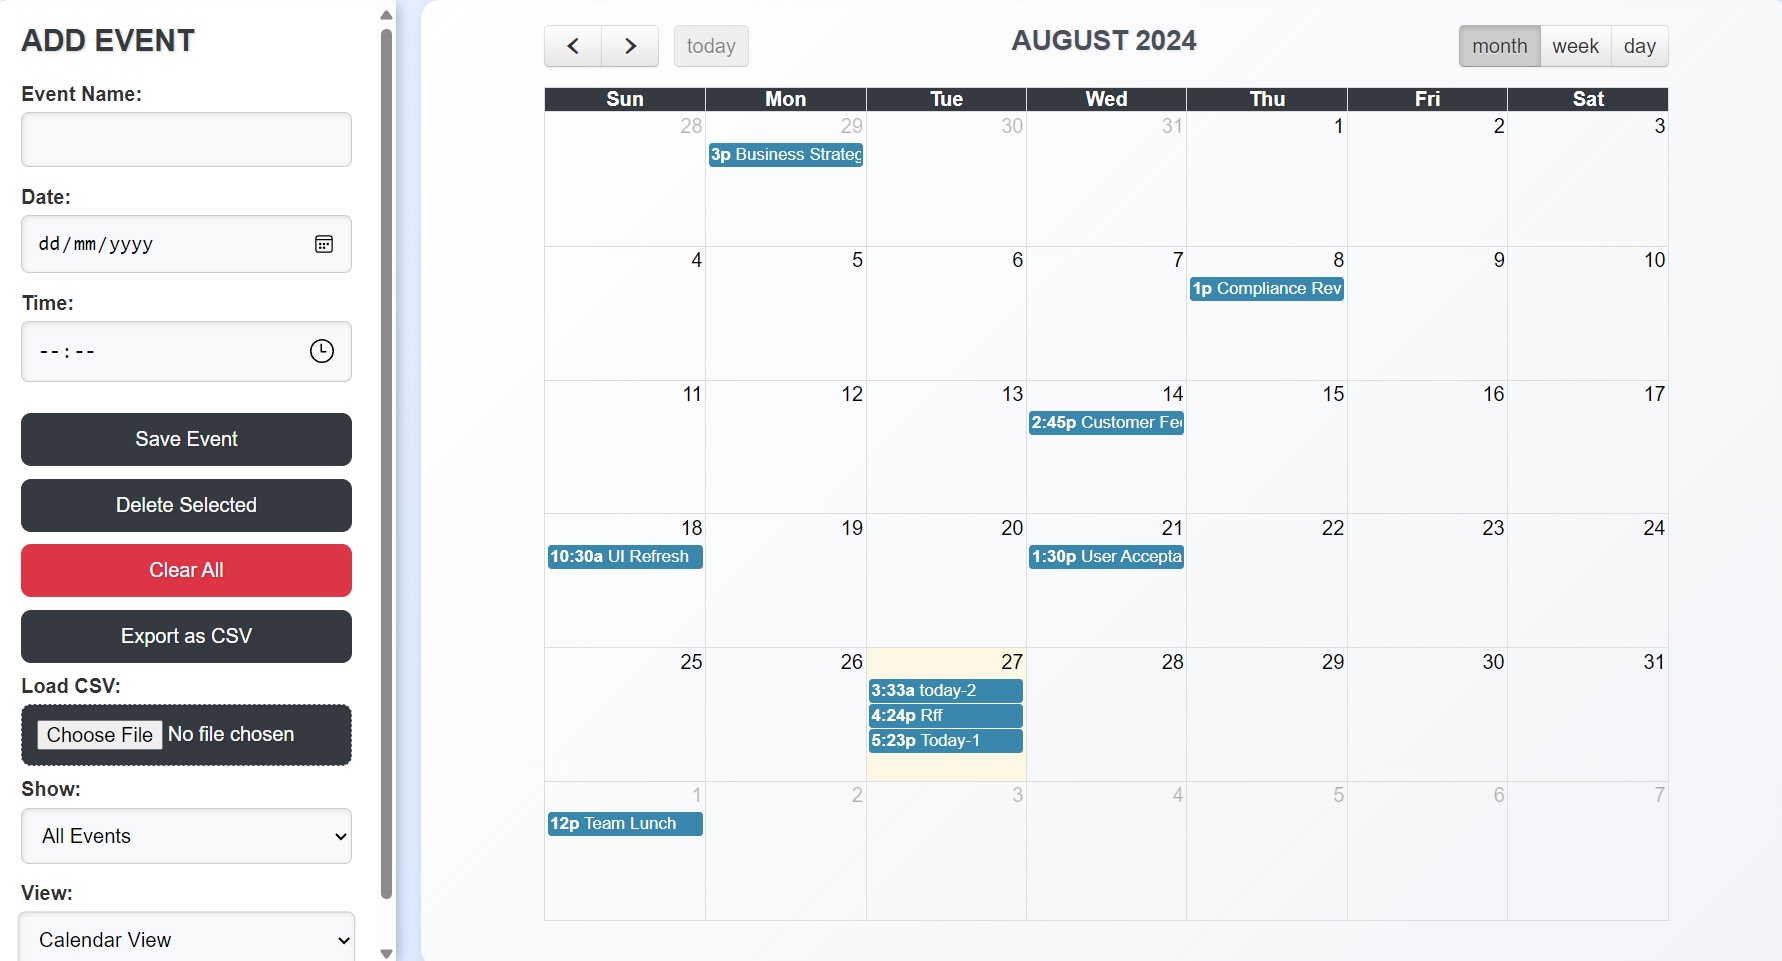 ADD EVENT
Event Name:
Date:
dd/mm/yyyy
Time:
--:--
Save Event
Delete Selected
Clear All
Export as CSV
Load CSV:
Choose File No file chosen
Show:
All Events
View:
Calendar View
today
AUGUST 2024
month week day
Sun Mon Tue Wed Thu Fri Sat
28 29 30 31 1 2 3
3p Business Strateg
4 5 6 7 8 9 10
1p Compliance Rev
11 12 13 14 15 16 17
2:45p Customer Fee
18 19 20 21 22 23 24
10:30a UI Refresh 1:30p User Accepta
25 26 27 28 29 30 31
3:33a today-2
4:24p Rff
5:23p Today-1
1 2 3 4 5 6 7
12p Team Lunch